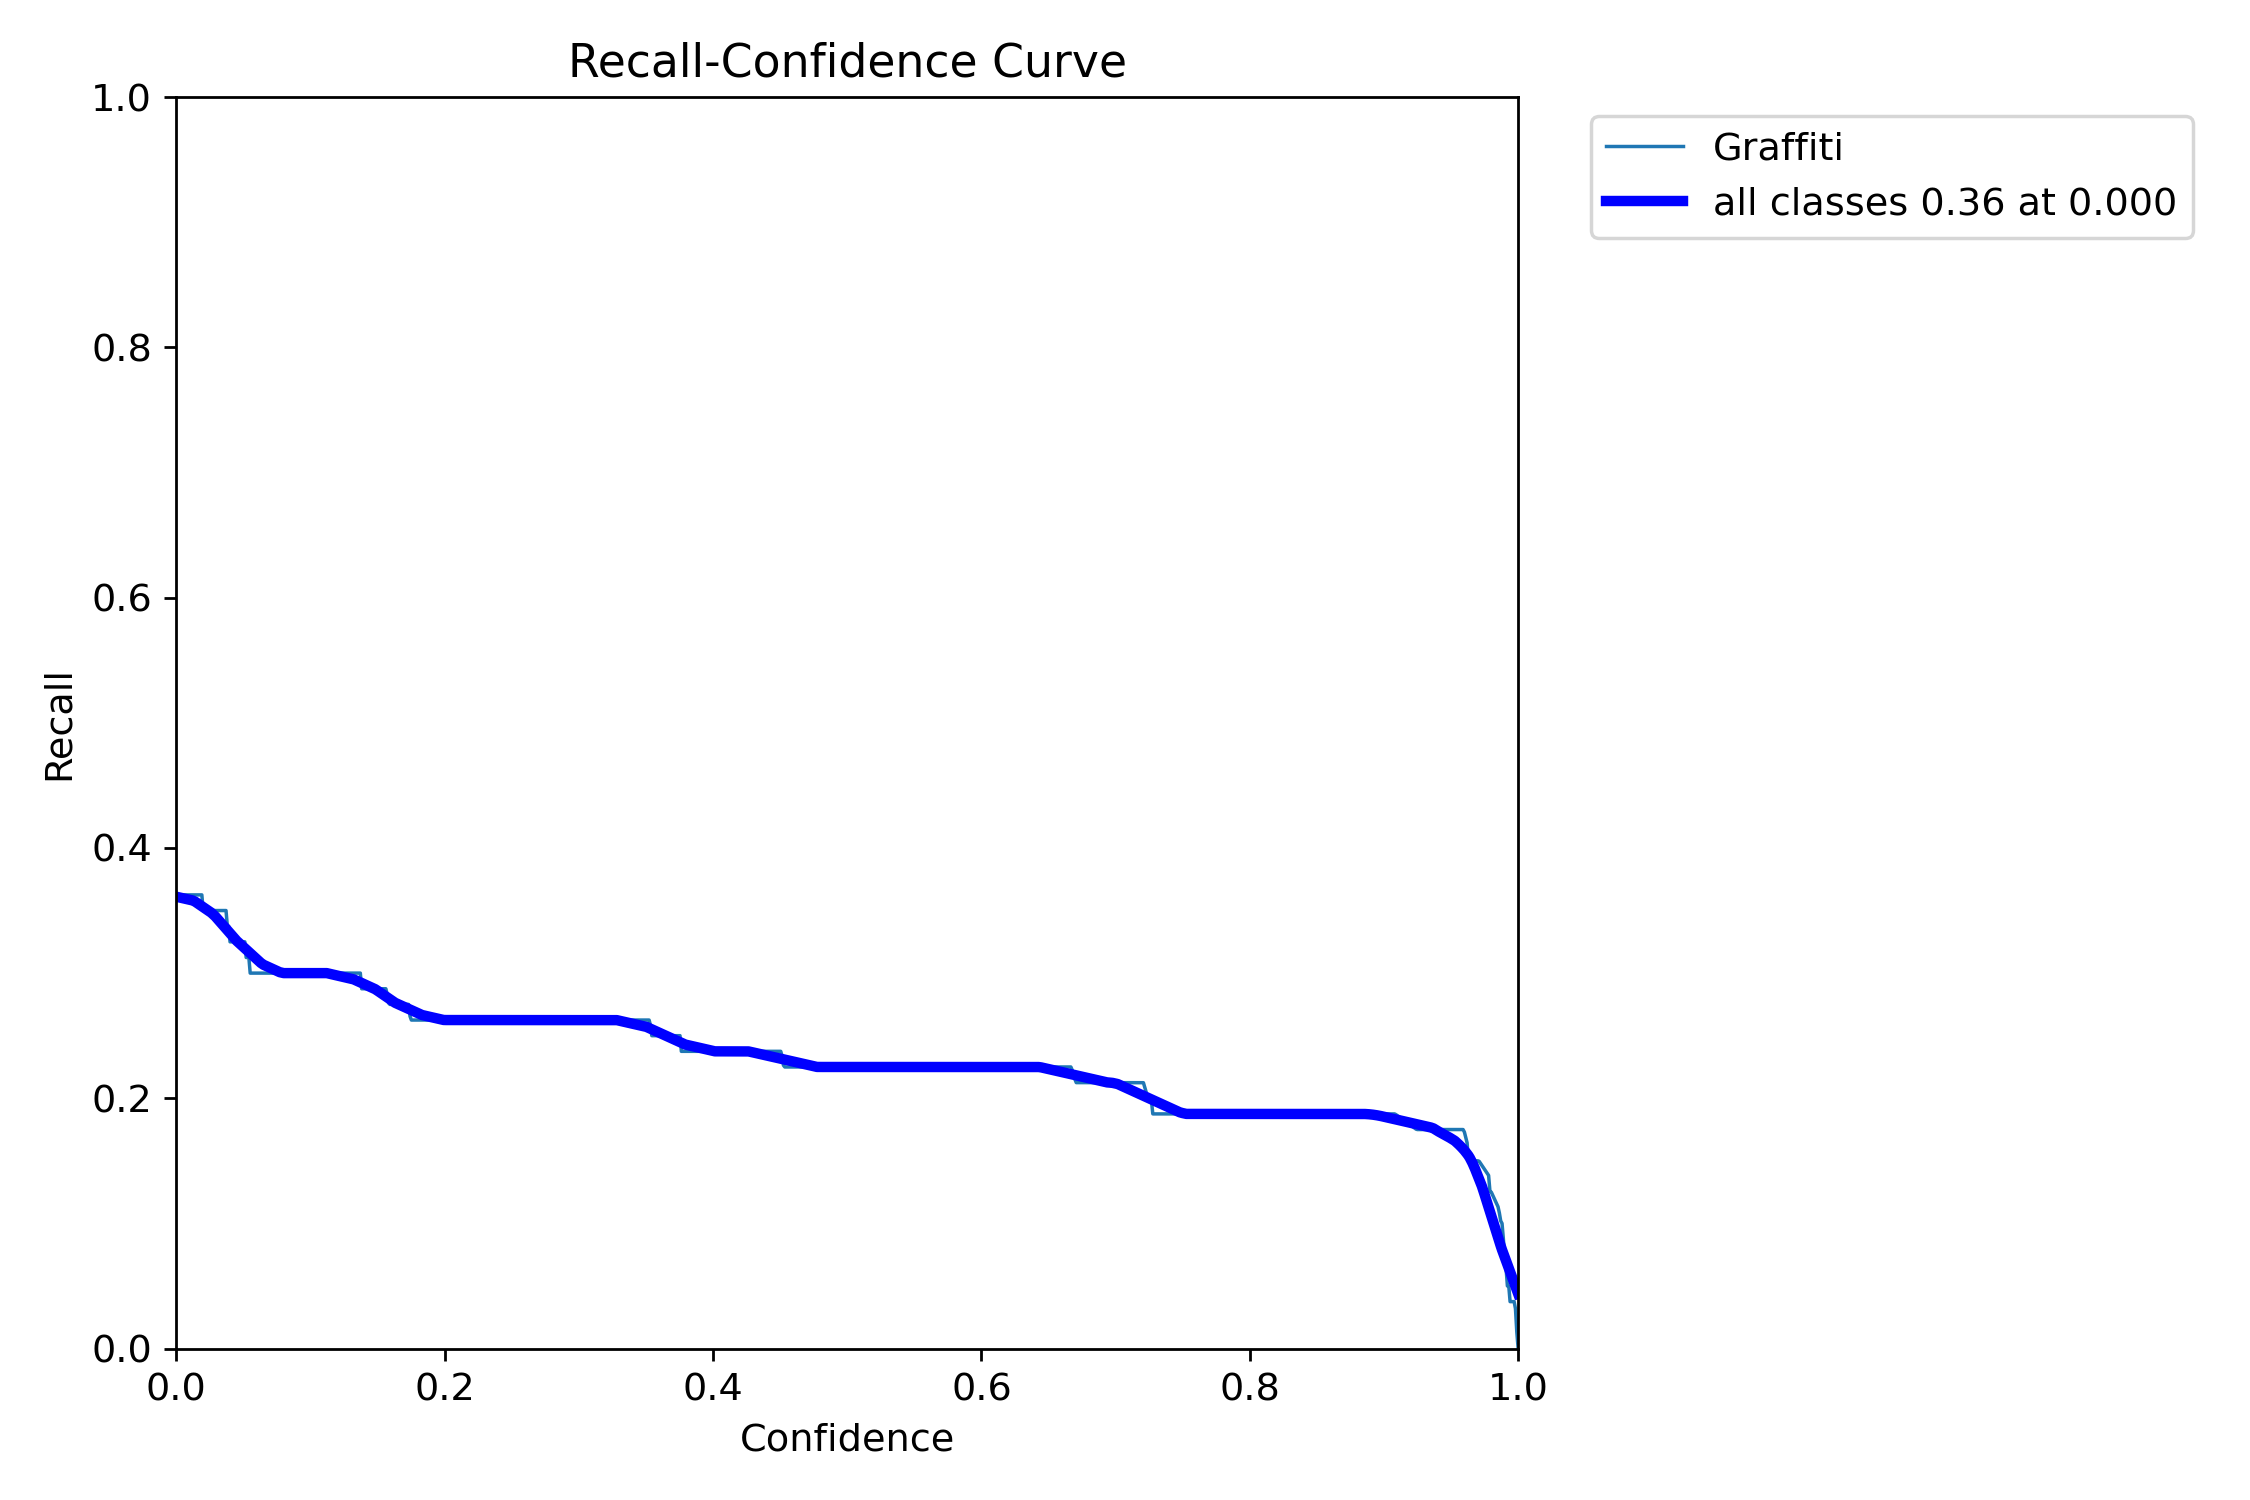 Recall-Confidence Curve
1.0
0.8
0.6
0.4
0.2
0.0
Recall
0.0 0.2 0.4 0.6 0.8 1.0
Confidence
Graffiti
all classes 0.36 at 0.000